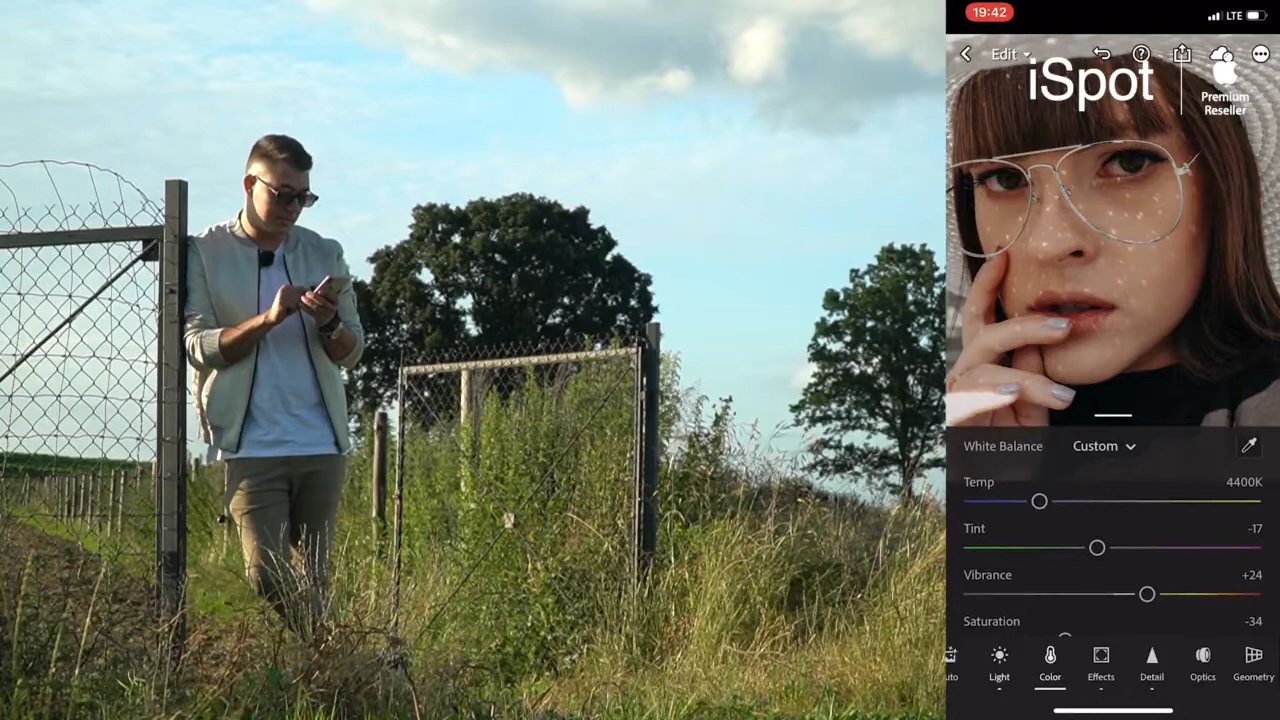 19:42
LTE
Edit
iSpot
Premium
Reseller
White Balance
Custom
Temp
4400K
Tint
-17
Vibrance
+24
Saturation
-34
uto
Light
Color
Effects
Detail
Optics
Geometry